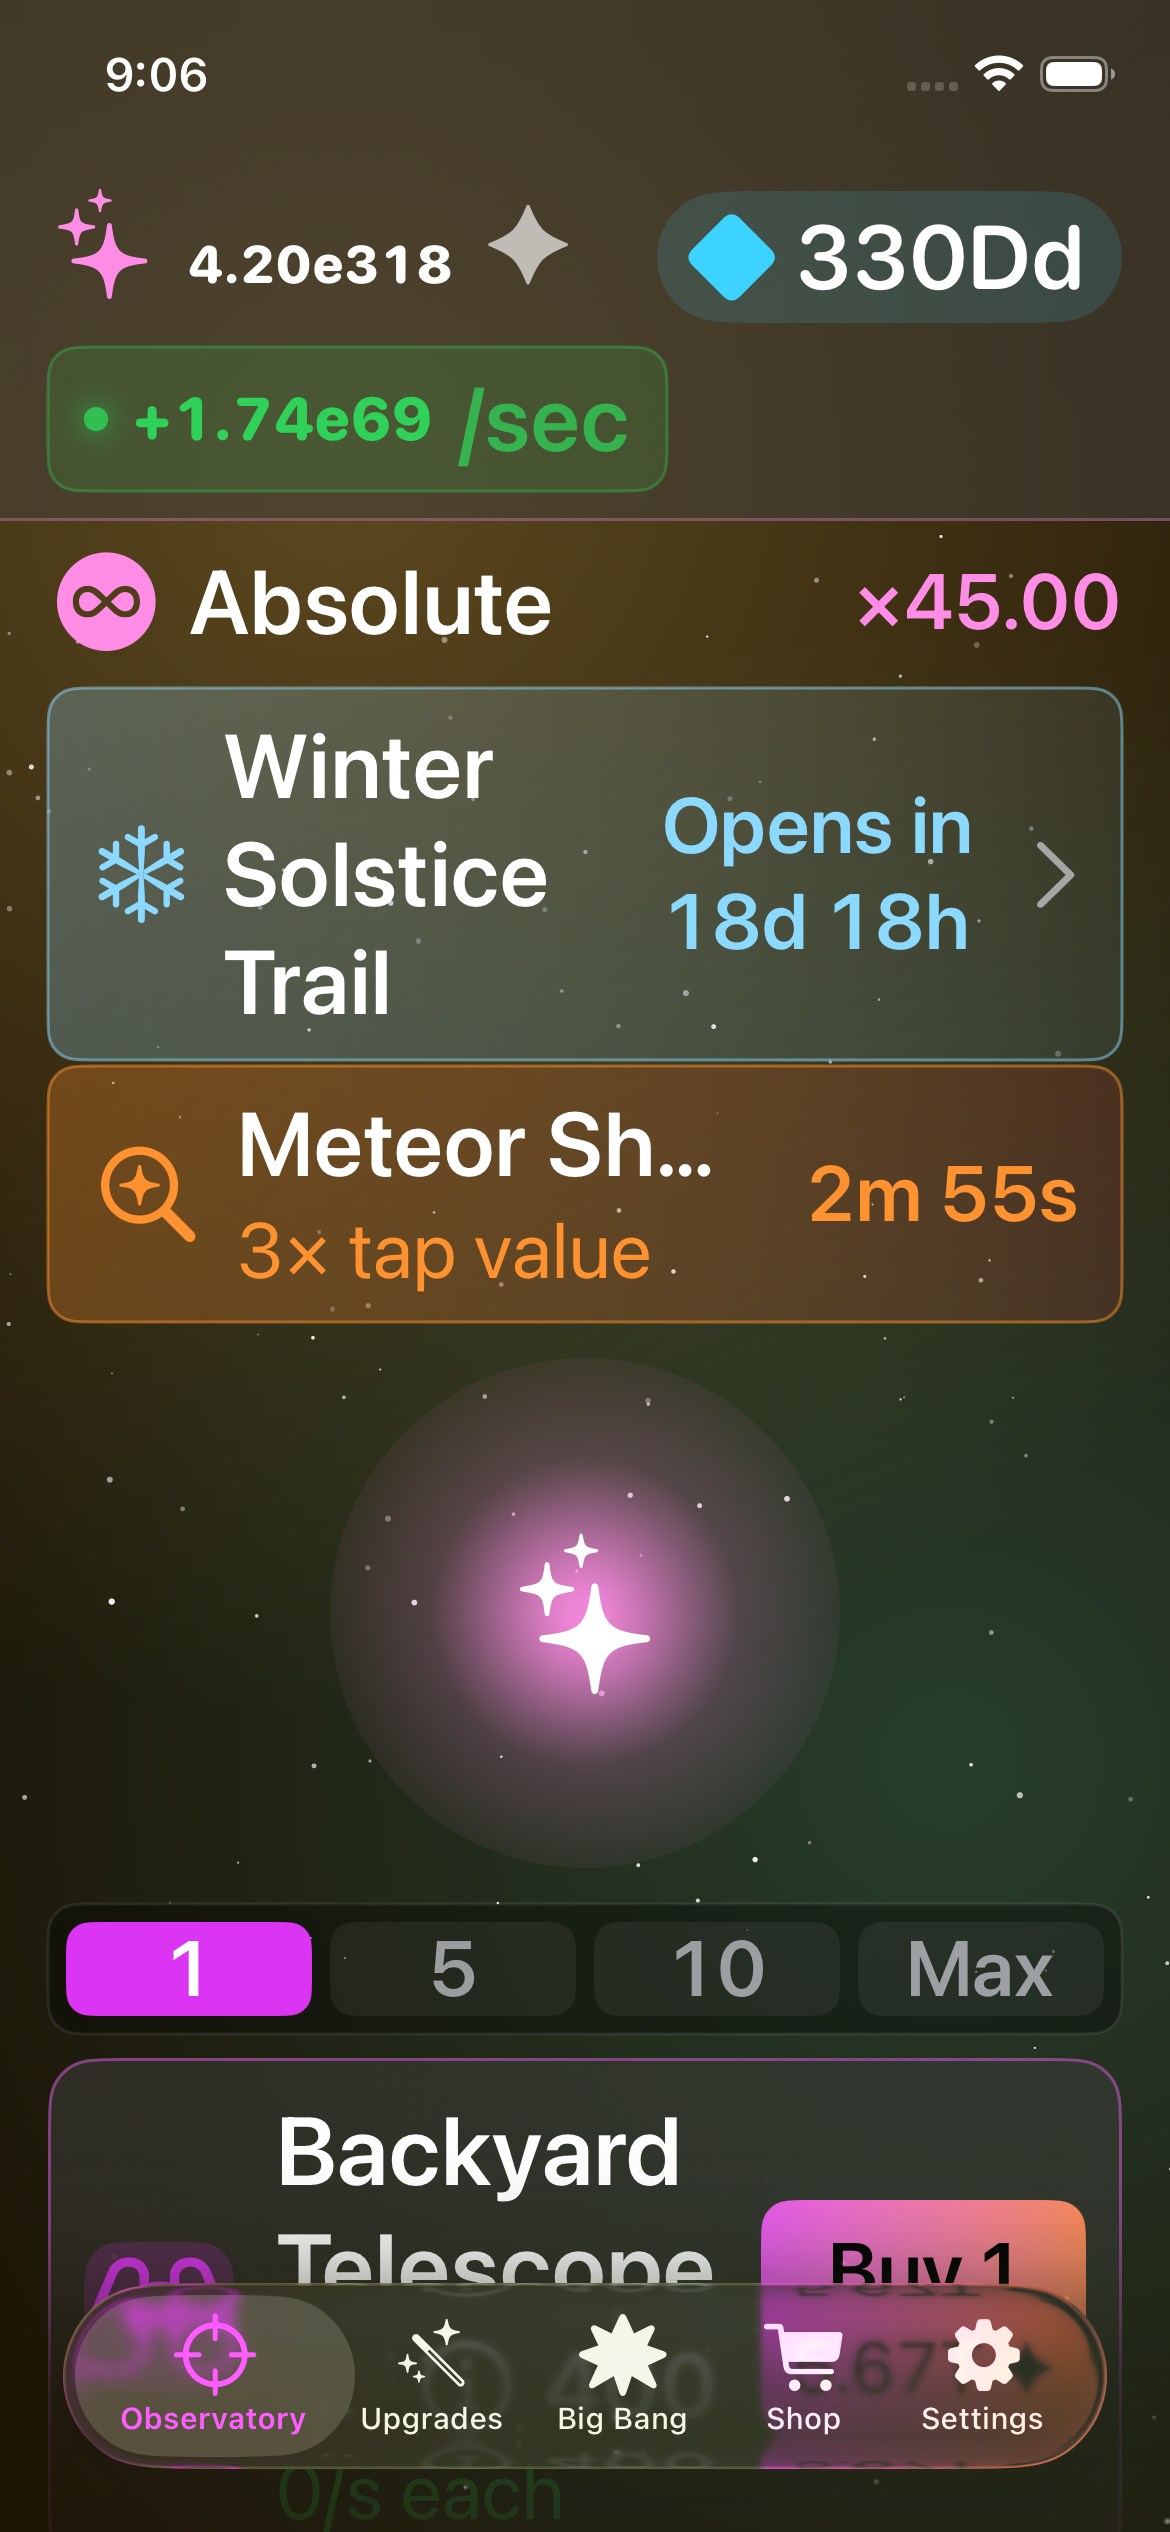 9:06
4.20e318
330Dd
+1.74e69 /sec
Absolute
×45.00
Winter
Solstice
Trail
Opens in
18d 18h
Meteor Sh...
3× tap value
2m 55s
1
5
10
Max
Backyard
Telescope
Buy 1
Observatory
Upgrades
Big Bang
Shop
Settings
0/s each